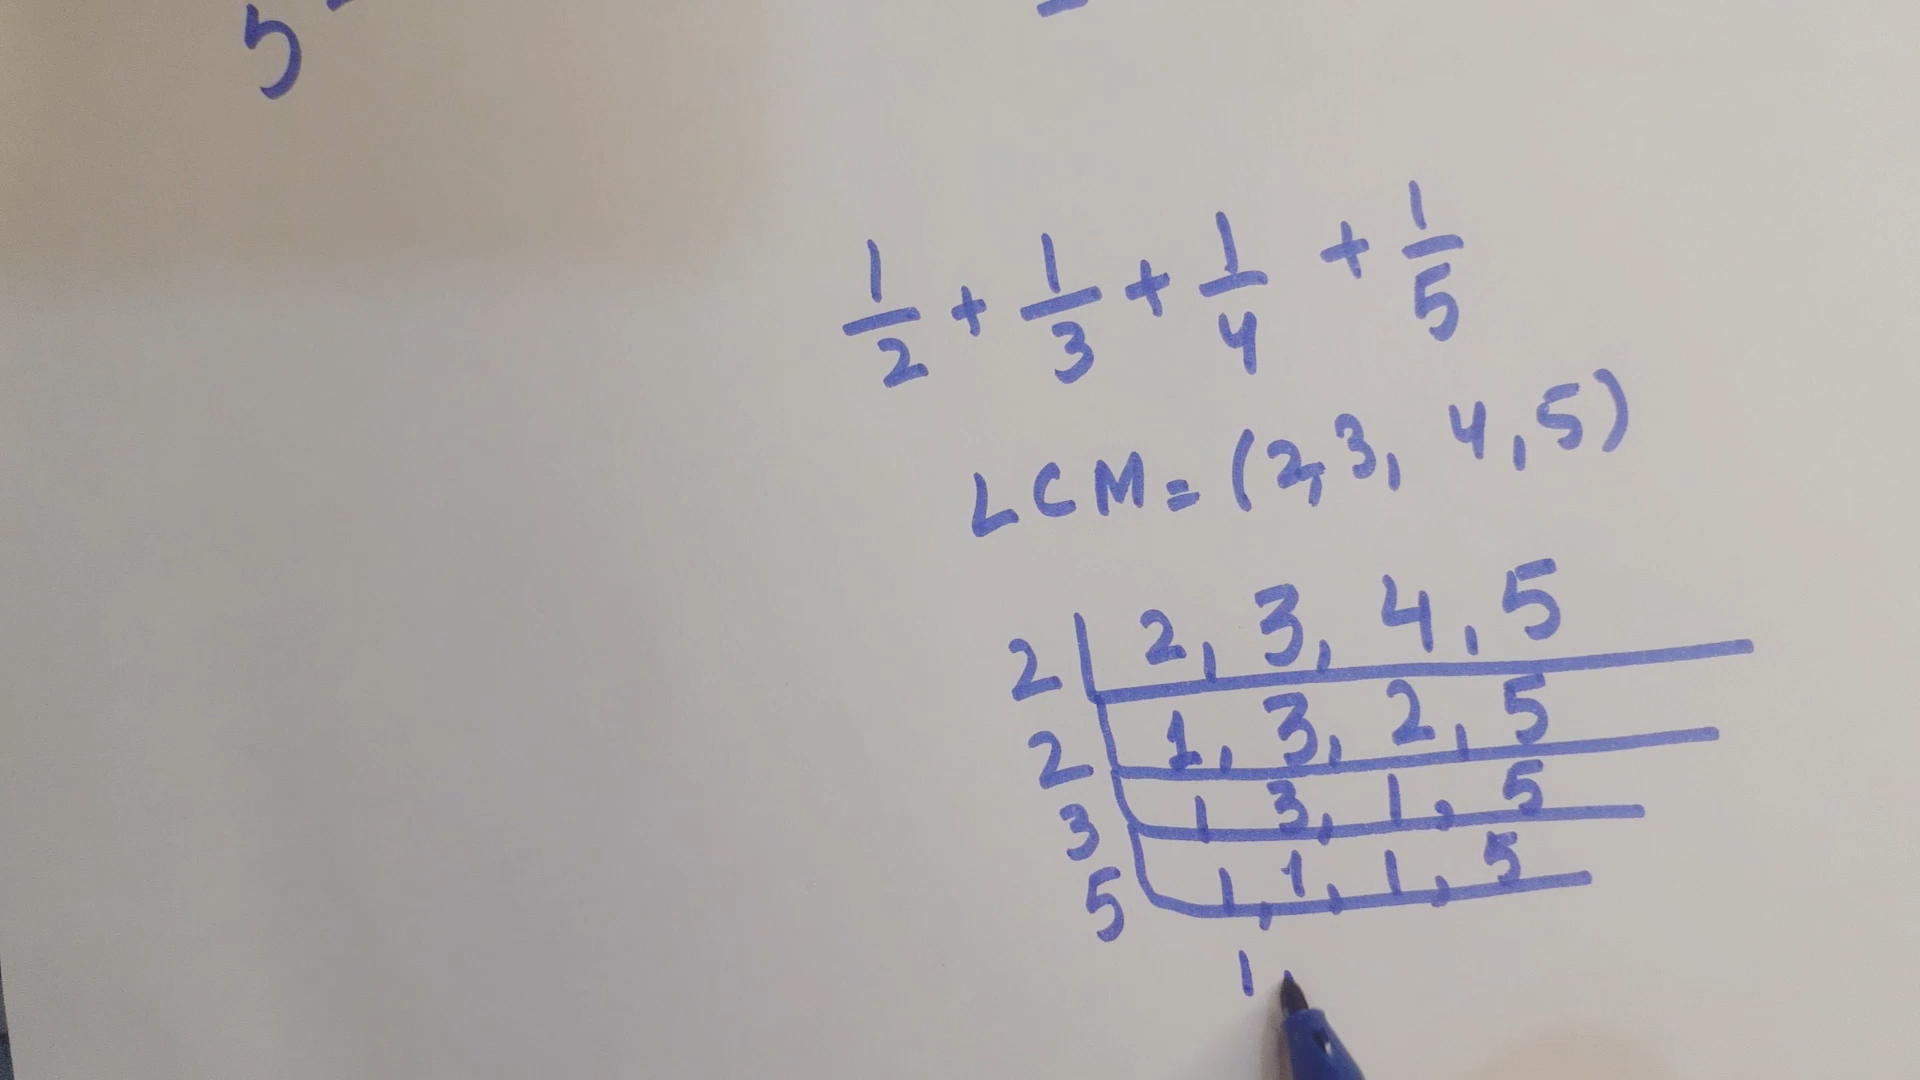 5
1/2 + 1/3 + 1/4 + 1/5
LCM = (2,3, 4,5)
2 | 2, 3, 4, 5
2 | 1, 3, 2, 5
3 | 1 3, 1, 5
5 | 1, 1, 1, 5
1